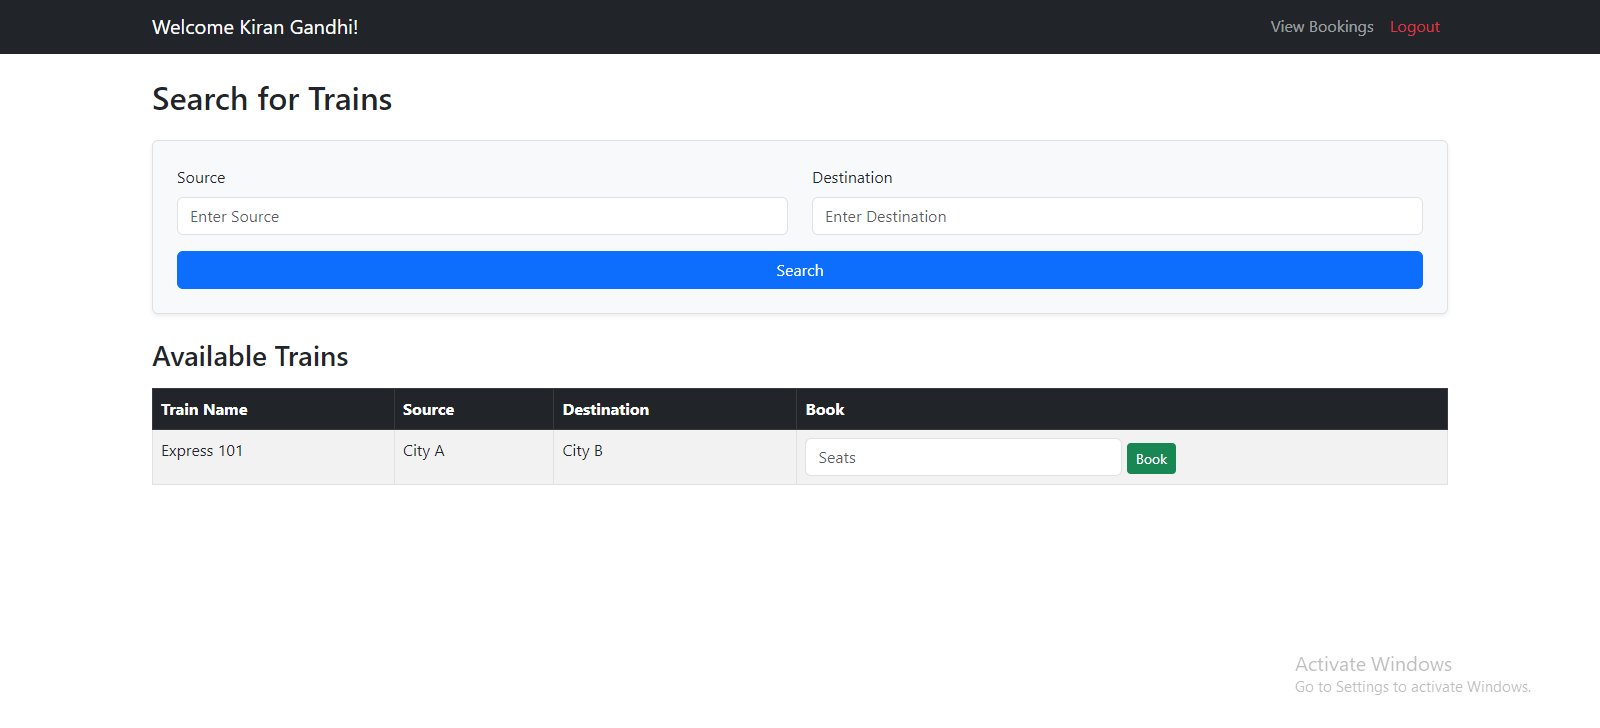 Welcome Kiran Gandhi! View Bookings Logout
Search for Trains
Source Destination
Enter Source Enter Destination
Search
Available Trains
Train Name Source Destination Book
Express 101 City A City B Seats Book
Activate Windows
Go to Settings to activate Windows.